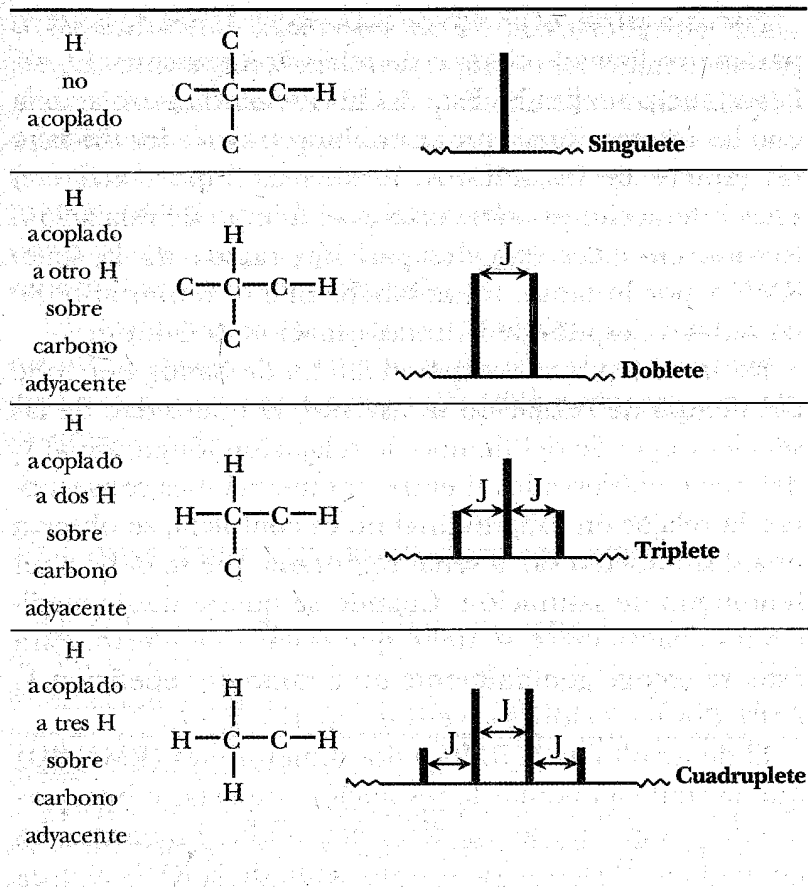 H
no
acoplado
C
C—C—C—H
C
Singulete
H
acoplado
a otro H
sobre
carbono
adyacente
H
C—C—C—H
C
J
Doblete
H
acoplado
a dos H
sobre
carbono
adyacente
H
H—C—C—H
C
J J
Triplete
H
acoplado
a tres H
sobre
carbono
adyacente
H
H—C—C—H
H
J J J
Cuadruplete